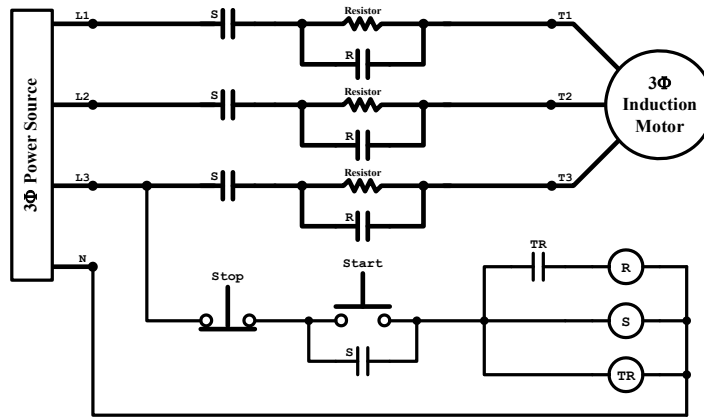 3Φ Power Source
L1
S
Resistor
R
T1
L2
S
Resistor
R
T2
L3
S
Resistor
R
T3
3Φ
Induction
Motor
N
Stop
Start
S
TR
R
S
TR